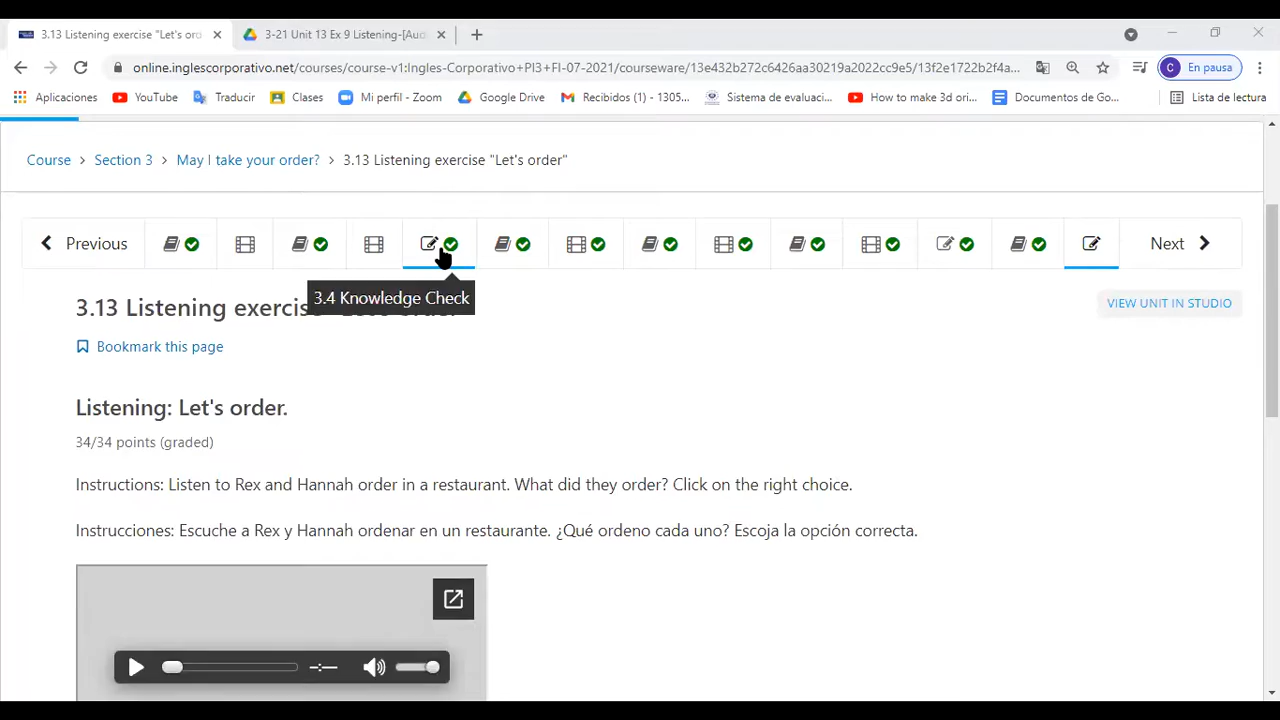 3.13 Listening exercise "Let's ord
3-21 Unit 13 Ex 9 Listening-[Aud
online.inglescorporativo.net/courses/course-v1:Ingles-Corporativo+PI3+FI-07-2021/courseware/13e432b272c6426aa30219a2022cc9e5/13f2e1722b2f4a...
C
En pausa
Aplicaciones
YouTube
Traducir
Clases
Mi perfil - Zoom
Google Drive
Recibidos (1) - 1305...
Sistema de evaluaci...
How to make 3d ori...
Documentos de Go...
Lista de lectura
Course > Section 3 > May I take your order? > 3.13 Listening exercise "Let's order"
Previous
Next
3.4 Knowledge Check
3.13 Listening exercise
VIEW UNIT IN STUDIO
Bookmark this page
Listening: Let's order.
34/34 points (graded)
Instructions: Listen to Rex and Hannah order in a restaurant. What did they order? Click on the right choice.
Instrucciones: Escuche a Rex y Hannah ordenar en un restaurante. ¿Qué ordeno cada uno? Escoja la opción correcta.
-:--